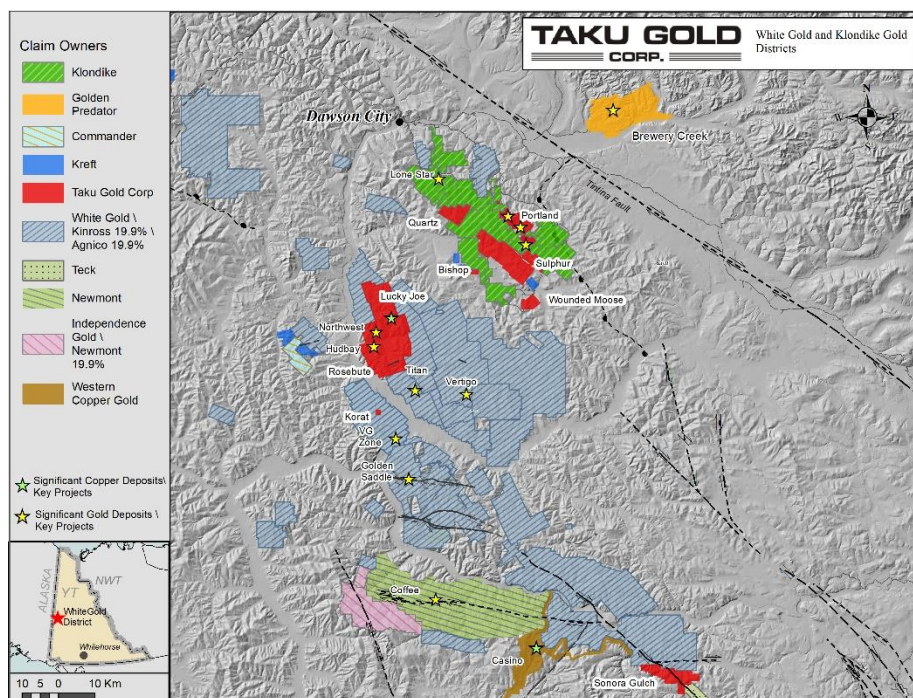 TAKU GOLD
CORP.
White Gold and Klondike Gold
Districts
Claim Owners
Klondike
Golden
Predator
Commander
Kreft
Taku Gold Corp
White Gold \
Kinross 19.9% \
Agnico 19.9%
Teck
Newmont
Independence
Gold \
Newmont
19.9%
Western
Copper Gold
Significant Copper Deposits\
Key Projects
Significant Gold Deposits \
Key Projects
ALASKA
YT
NWT
WhiteGold
District
Whitehorse
10 5 0 10 Km
N
Dawson City
Brewery Creek
Tintina Fault
Lone Star
Portland
Quartz
Sulphur
Bishop
Wounded Moose
Lucky Joe
Northwest
Hudbay
Rosebute
Titan
Vertigo
Korat
VG
Zone
Golden
Saddle
Coffee
Casino
Sonora Gulch